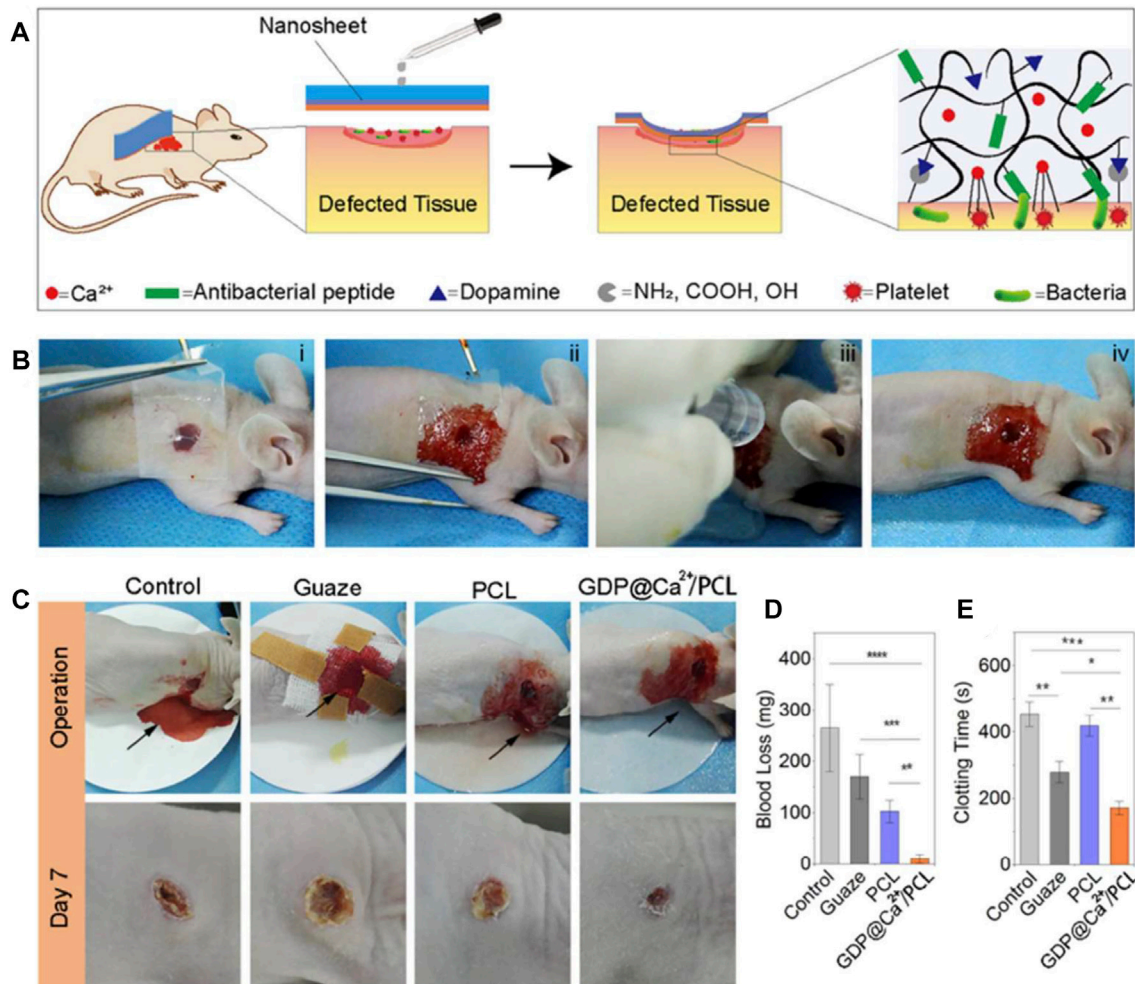 A
Nanosheet
Defected Tissue
Defected Tissue
=Ca²⁺
=Antibacterial peptide
=Dopamine
=NH₂, COOH, OH
=Platelet
=Bacteria
B
i
ii
iii
iv
C
Control
Guaze
PCL
GDP@Ca²⁺/PCL
Operation
Day 7
D
Blood Loss (mg)
400
300
200
100
0
****
***
**
Control
Guaze
PCL
GDP@Ca²⁺/PCL
E
Clotting Time (s)
600
400
200
0
***
*
**
**
Control
Guaze
PCL
GDP@Ca²⁺/PCL